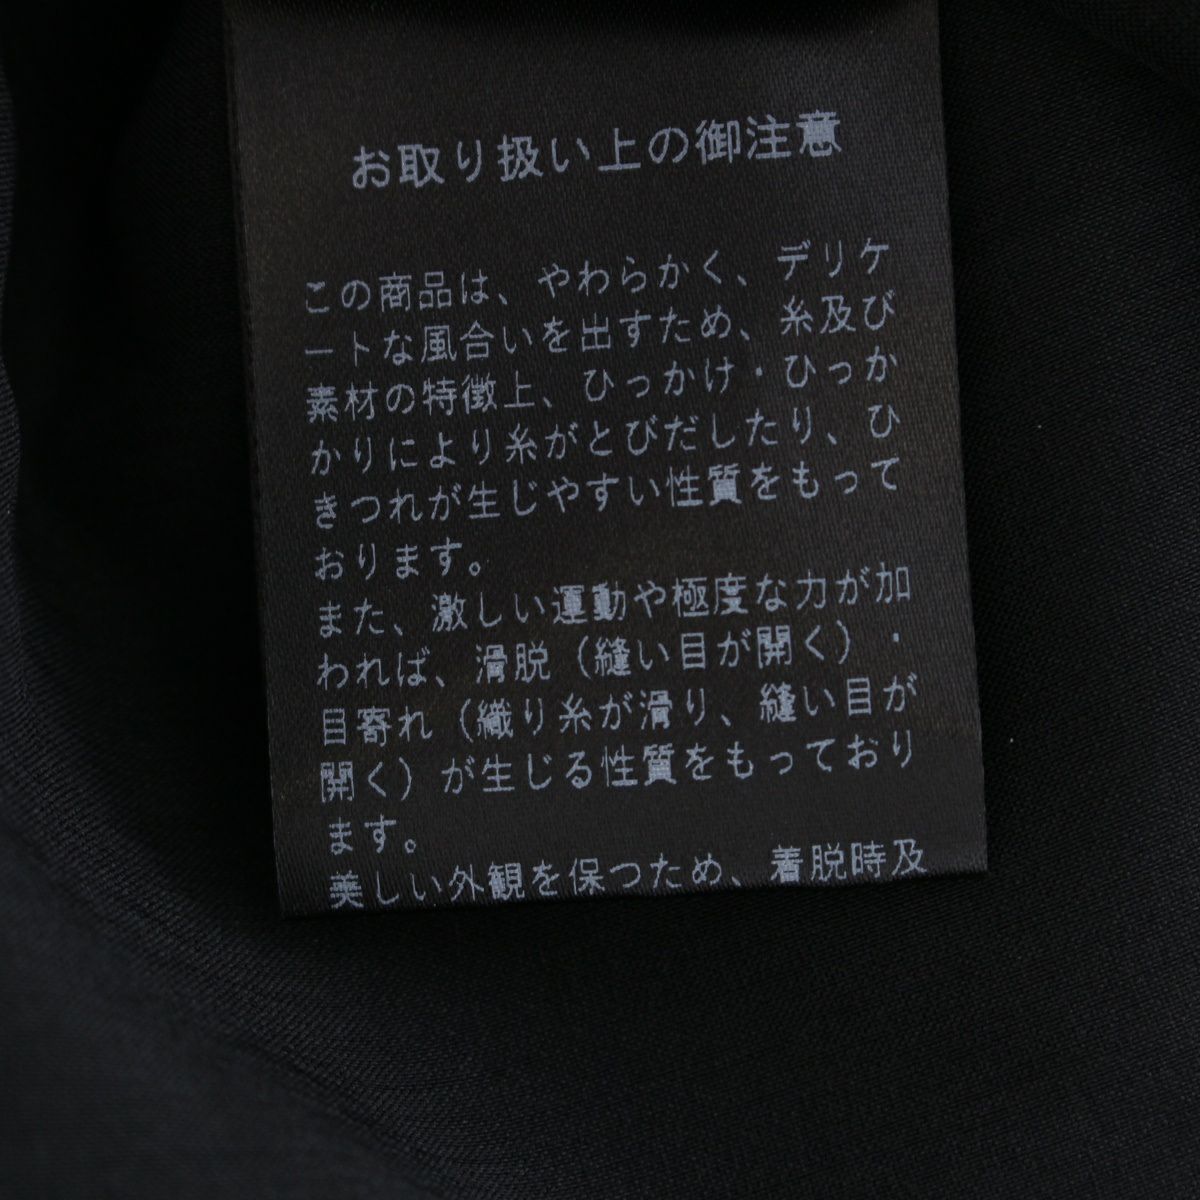 お取り扱い上の御注意
この商品は、やわらかく、デリケ
ートな風合いを出すため、糸及び
素材の特徴上、ひっかけ・ひっか
かりにより糸がとびだしたり、ひ
きつれが生じやすい性質をもって
おります。
また、激しい運動や極度な力が加
われば、滑脱（縫い目が開く）・
目寄れ（織り糸が滑り、縫い目が
開く）が生じる性質をもっており
ます。
美しい外観を保つため、着脱時及